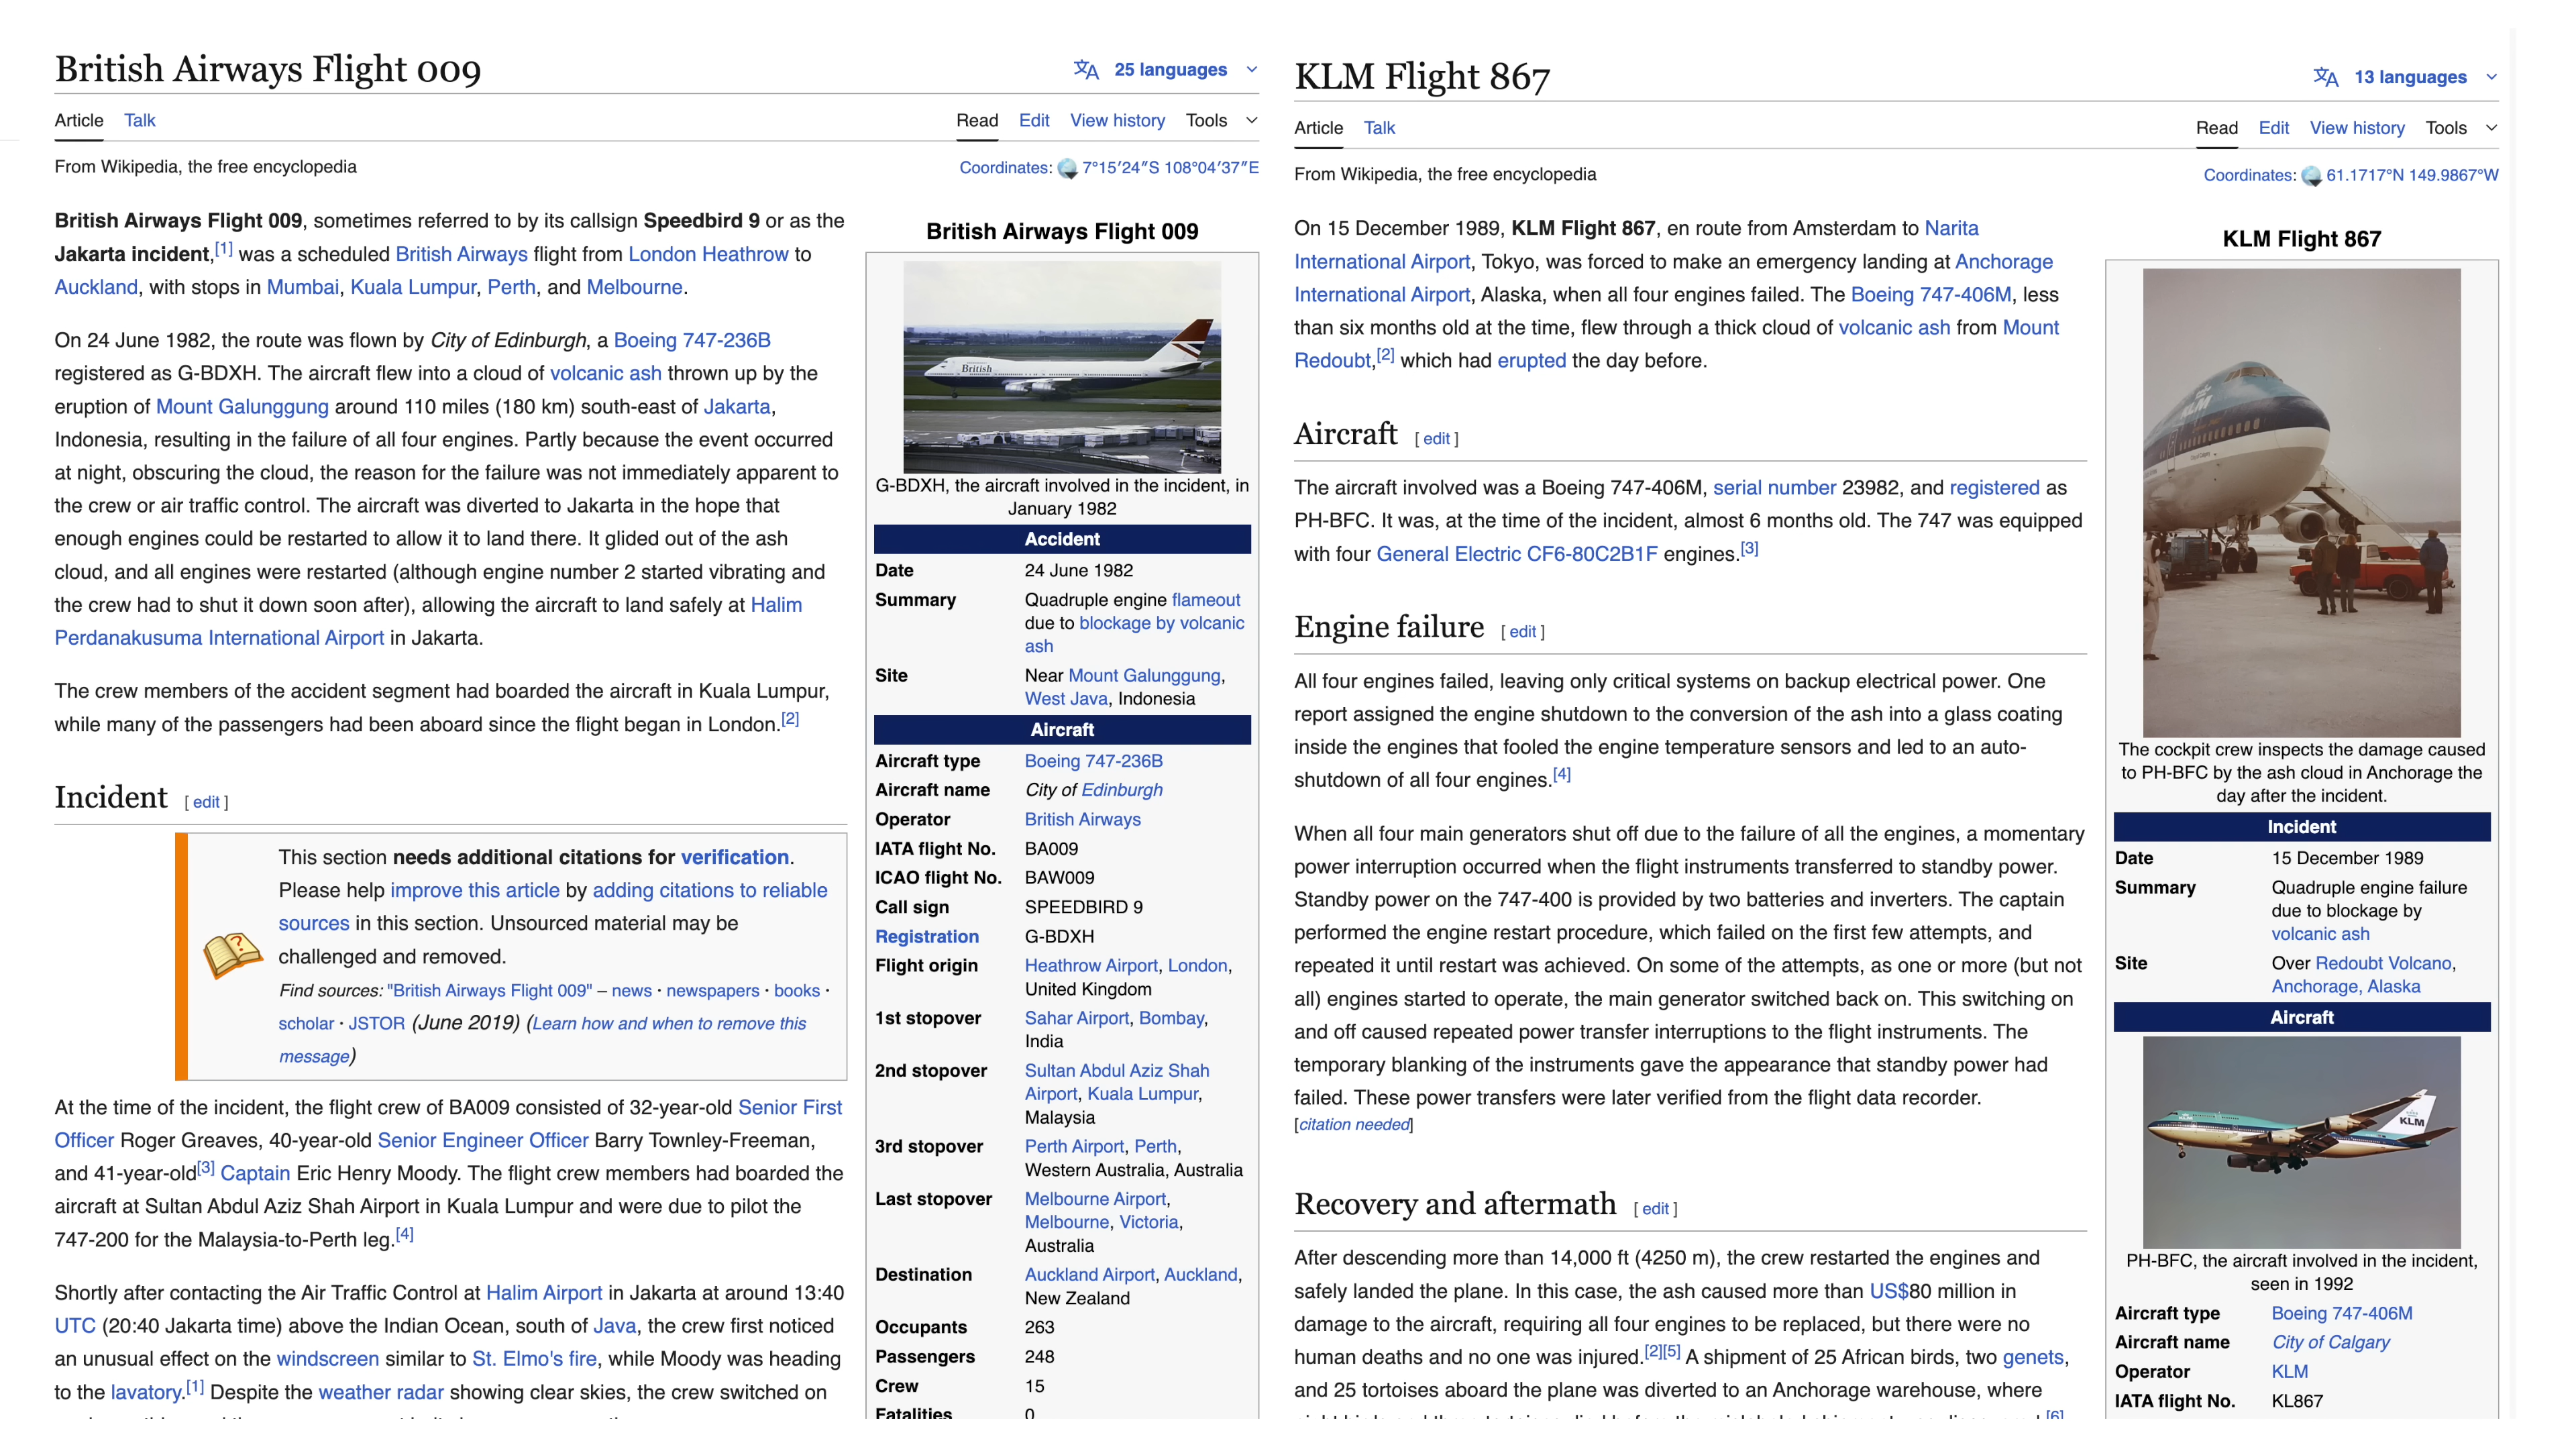 British Airways Flight 009
25 languages
Article Talk
Read Edit View history Tools
From Wikipedia, the free encyclopedia
Coordinates: 7°15′24″S 108°04′37″E
British Airways Flight 009, sometimes referred to by its callsign Speedbird 9 or as the
Jakarta incident,[1] was a scheduled British Airways flight from London Heathrow to
Auckland, with stops in Mumbai, Kuala Lumpur, Perth, and Melbourne.
On 24 June 1982, the route was flown by City of Edinburgh, a Boeing 747-236B
registered as G-BDXH. The aircraft flew into a cloud of volcanic ash thrown up by the
eruption of Mount Galunggung around 110 miles (180 km) south-east of Jakarta,
Indonesia, resulting in the failure of all four engines. Partly because the event occurred
at night, obscuring the cloud, the reason for the failure was not immediately apparent to
the crew or air traffic control. The aircraft was diverted to Jakarta in the hope that
enough engines could be restarted to allow it to land there. It glided out of the ash
cloud, and all engines were restarted (although engine number 2 started vibrating and
the crew had to shut it down soon after), allowing the aircraft to land safely at Halim
Perdanakusuma International Airport in Jakarta.
The crew members of the accident segment had boarded the aircraft in Kuala Lumpur,
while many of the passengers had been aboard since the flight began in London.[2]
Incident [ edit ]
This section needs additional citations for verification.
Please help improve this article by adding citations to reliable
sources in this section. Unsourced material may be
challenged and removed.
Find sources: "British Airways Flight 009" – news · newspapers · books ·
scholar · JSTOR (June 2019) (Learn how and when to remove this
message)
At the time of the incident, the flight crew of BA009 consisted of 32-year-old Senior First
Officer Roger Greaves, 40-year-old Senior Engineer Officer Barry Townley-Freeman,
and 41-year-old[3] Captain Eric Henry Moody. The flight crew members had boarded the
aircraft at Sultan Abdul Aziz Shah Airport in Kuala Lumpur and were due to pilot the
747-200 for the Malaysia-to-Perth leg.[4]
Shortly after contacting the Air Traffic Control at Halim Airport in Jakarta at around 13:40
UTC (20:40 Jakarta time) above the Indian Ocean, south of Java, the crew first noticed
an unusual effect on the windscreen similar to St. Elmo's fire, while Moody was heading
to the lavatory.[1] Despite the weather radar showing clear skies, the crew switched on
British Airways Flight 009
British
G-BDXH, the aircraft involved in the incident, in
January 1982
Accident
Date 24 June 1982
Summary Quadruple engine flameout
due to blockage by volcanic
ash
Site Near Mount Galunggung,
West Java, Indonesia
Aircraft
Aircraft type Boeing 747-236B
Aircraft name City of Edinburgh
Operator British Airways
IATA flight No. BA009
ICAO flight No. BAW009
Call sign SPEEDBIRD 9
Registration G-BDXH
Flight origin Heathrow Airport, London,
United Kingdom
1st stopover Sahar Airport, Bombay,
India
2nd stopover Sultan Abdul Aziz Shah
Airport, Kuala Lumpur,
Malaysia
3rd stopover Perth Airport, Perth,
Western Australia, Australia
Last stopover Melbourne Airport,
Melbourne, Victoria,
Australia
Destination Auckland Airport, Auckland,
New Zealand
Occupants 263
Passengers 248
Crew 15
Fatalities 0
KLM Flight 867
13 languages
Article Talk
Read Edit View history Tools
From Wikipedia, the free encyclopedia
Coordinates: 61.1717°N 149.9867°W
On 15 December 1989, KLM Flight 867, en route from Amsterdam to Narita
International Airport, Tokyo, was forced to make an emergency landing at Anchorage
International Airport, Alaska, when all four engines failed. The Boeing 747-406M, less
than six months old at the time, flew through a thick cloud of volcanic ash from Mount
Redoubt,[2] which had erupted the day before.
Aircraft [ edit ]
The aircraft involved was a Boeing 747-406M, serial number 23982, and registered as
PH-BFC. It was, at the time of the incident, almost 6 months old. The 747 was equipped
with four General Electric CF6-80C2B1F engines.[3]
Engine failure [ edit ]
All four engines failed, leaving only critical systems on backup electrical power. One
report assigned the engine shutdown to the conversion of the ash into a glass coating
inside the engines that fooled the engine temperature sensors and led to an auto-
shutdown of all four engines.[4]
When all four main generators shut off due to the failure of all the engines, a momentary
power interruption occurred when the flight instruments transferred to standby power.
Standby power on the 747-400 is provided by two batteries and inverters. The captain
performed the engine restart procedure, which failed on the first few attempts, and
repeated it until restart was achieved. On some of the attempts, as one or more (but not
all) engines started to operate, the main generator switched back on. This switching on
and off caused repeated power transfer interruptions to the flight instruments. The
temporary blanking of the instruments gave the appearance that standby power had
failed. These power transfers were later verified from the flight data recorder.
[citation needed]
Recovery and aftermath [ edit ]
After descending more than 14,000 ft (4250 m), the crew restarted the engines and
safely landed the plane. In this case, the ash caused more than US$80 million in
damage to the aircraft, requiring all four engines to be replaced, but there were no
human deaths and no one was injured.[2][5] A shipment of 25 African birds, two genets,
and 25 tortoises aboard the plane was diverted to an Anchorage warehouse, where
[6]
KLM Flight 867
KLM
The cockpit crew inspects the damage caused
to PH-BFC by the ash cloud in Anchorage the
day after the incident.
Incident
Date 15 December 1989
Summary Quadruple engine failure
due to blockage by
volcanic ash
Site Over Redoubt Volcano,
Anchorage, Alaska
Aircraft
KLM
PH-BFC, the aircraft involved in the incident,
seen in 1992
Aircraft type Boeing 747-406M
Aircraft name City of Calgary
Operator KLM
IATA flight No. KL867